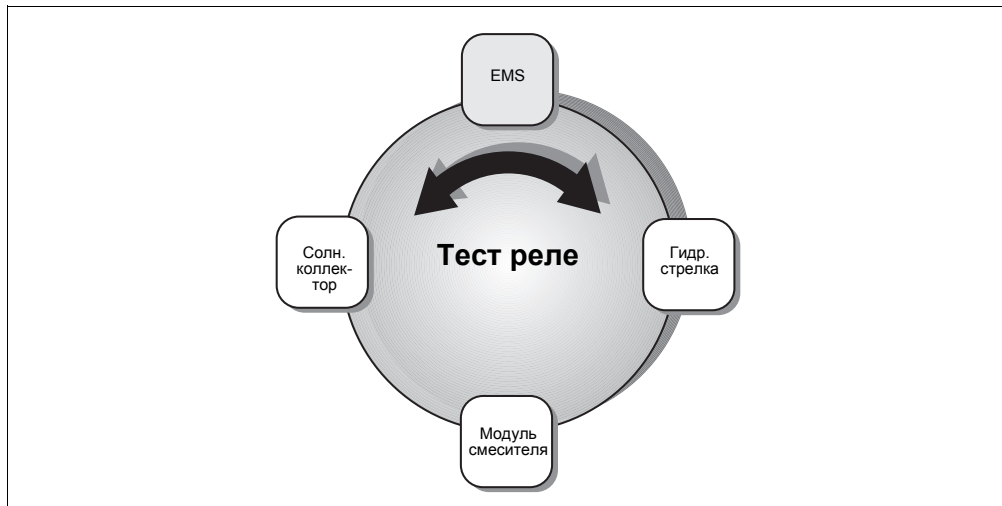 EMS
Солн.
коллек-
тор
Тест реле
Гидр.
стрелка
Модуль
смесителя